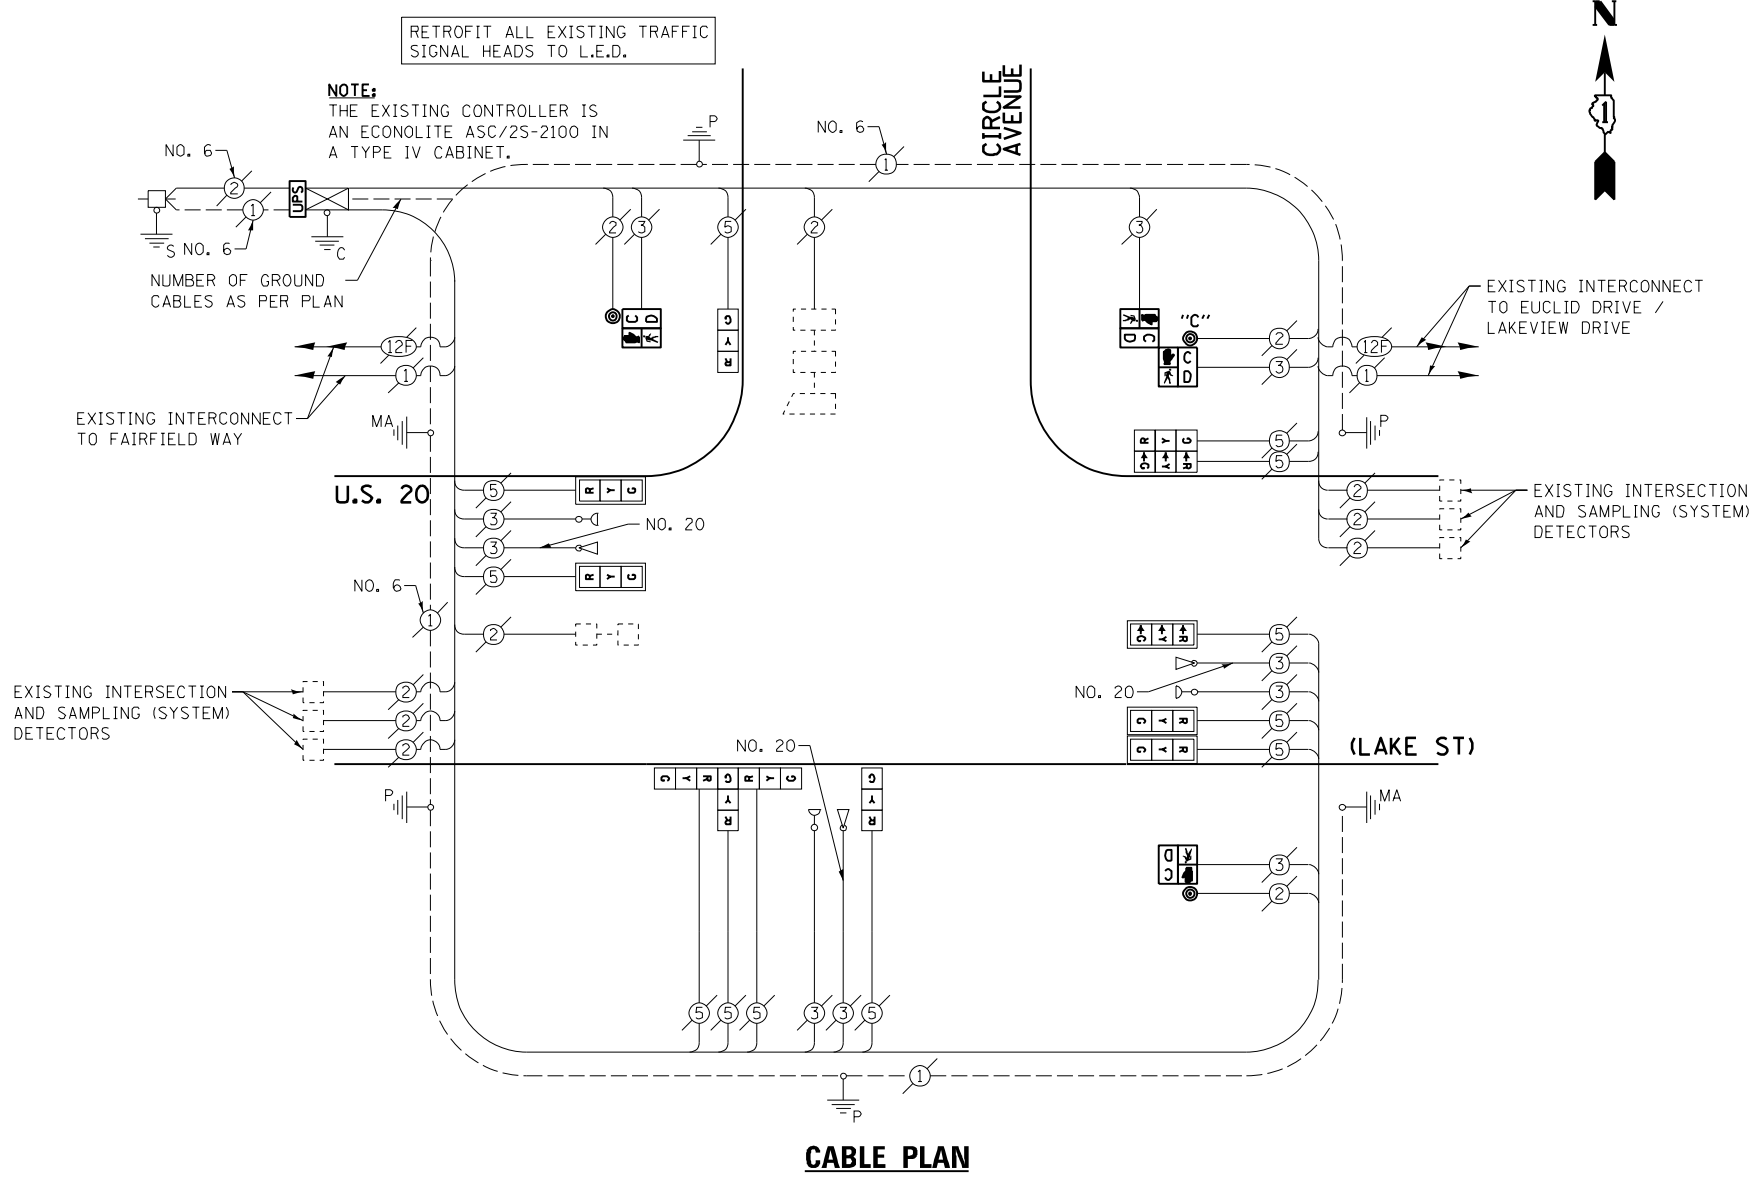 RETROFIT ALL EXISTING TRAFFIC
SIGNAL HEADS TO L.E.D.
N
1
NOTE:
THE EXISTING CONTROLLER IS
AN ECONOLITE ASC/2S-2100 IN
A TYPE IV CABINET.
CIRCLE
AVENUE
P
NO. 6
1
NO. 6
2
UPS
1
S
NO. 6
C
NUMBER OF GROUND
CABLES AS PER PLAN
2
3
5
2
3
C D
G
Y
R
C
D
"C"
2
C
D
3
EXISTING INTERCONNECT
TO EUCLID DRIVE /
LAKEVIEW DRIVE
12F
1
12F
1
EXISTING INTERCONNECT
TO FAIRFIELD WAY
MA
P
R Y G
G Y R
5
5
U.S. 20
5
R Y G
3
NO. 20
3
5
R Y G
2
2
2
EXISTING INTERSECTION
AND SAMPLING (SYSTEM)
DETECTORS
NO. 6
1
2
G Y R
5
3
NO. 20
3
G Y R
5
G Y R
5
EXISTING INTERSECTION
AND SAMPLING (SYSTEM)
DETECTORS
2
2
2
NO. 20
(LAKE ST)
G Y R G R Y G
Y
R
G
Y
R
P
MA
D
C
3
2
5
5
5
3
3
5
1
P
CABLE PLAN